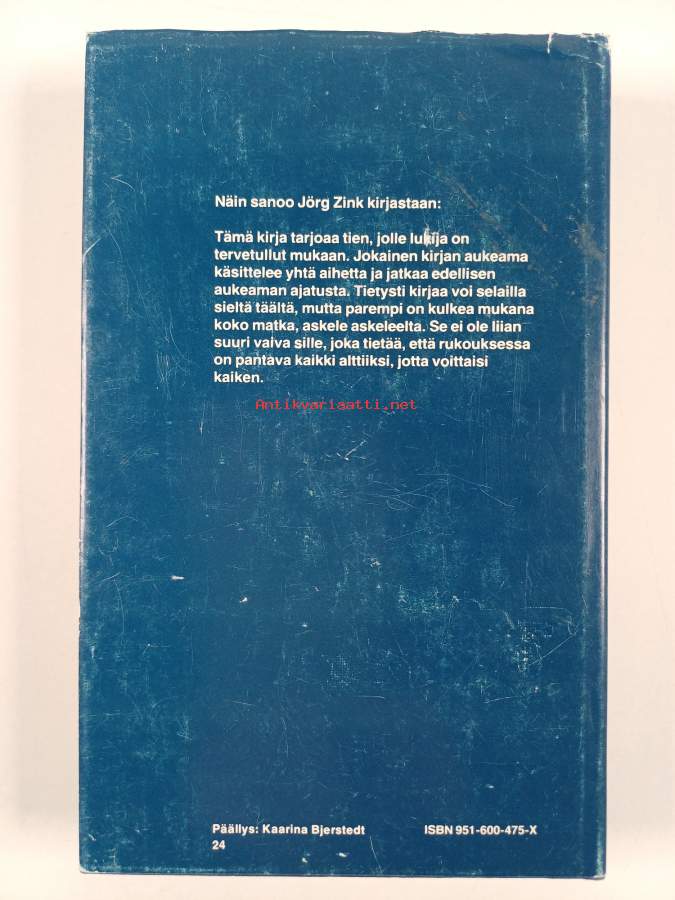 Näin sanoo Jörg Zink kirjastaan:
Tämä kirja tarjoaa tien, jolle lukija on
tervetullut mukaan. Jokainen kirjan aukeama
käsittelee yhtä aihetta ja jatkaa edellisen
aukeaman ajatusta. Tietysti kirjaa voi selailla
sieltä täältä, mutta parempi on kulkea mukana
koko matka, askele askeleelta. Se ei ole liian
suuri vaiva sille, joka tietää, että rukouksessa
on pantava kaikki alttiiksi, jotta voittaisi
kaiken.
Antikvariaatti.net
Päällys: Kaarina Bjerstedt ISBN 951-600-475-X
24